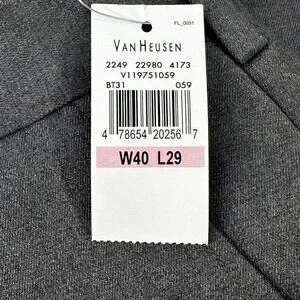 FL_0051
VAN HEUSEN
2249 22980 4173
V119751059
BT31 059
4 78654 20256 7
W40 L29